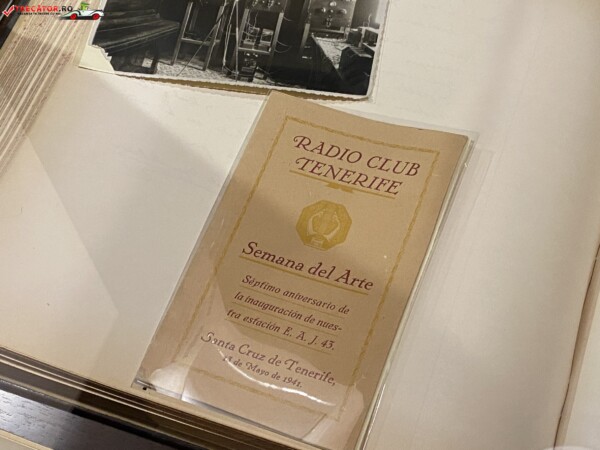 RADIO CLUB
TENERIFE
Semana del Arte
Séptimo aniversario de
la inauguración de nues-
tra estación E. A. J. 43.
Santa Cruz de Tenerife,
de Mayo de 1941.